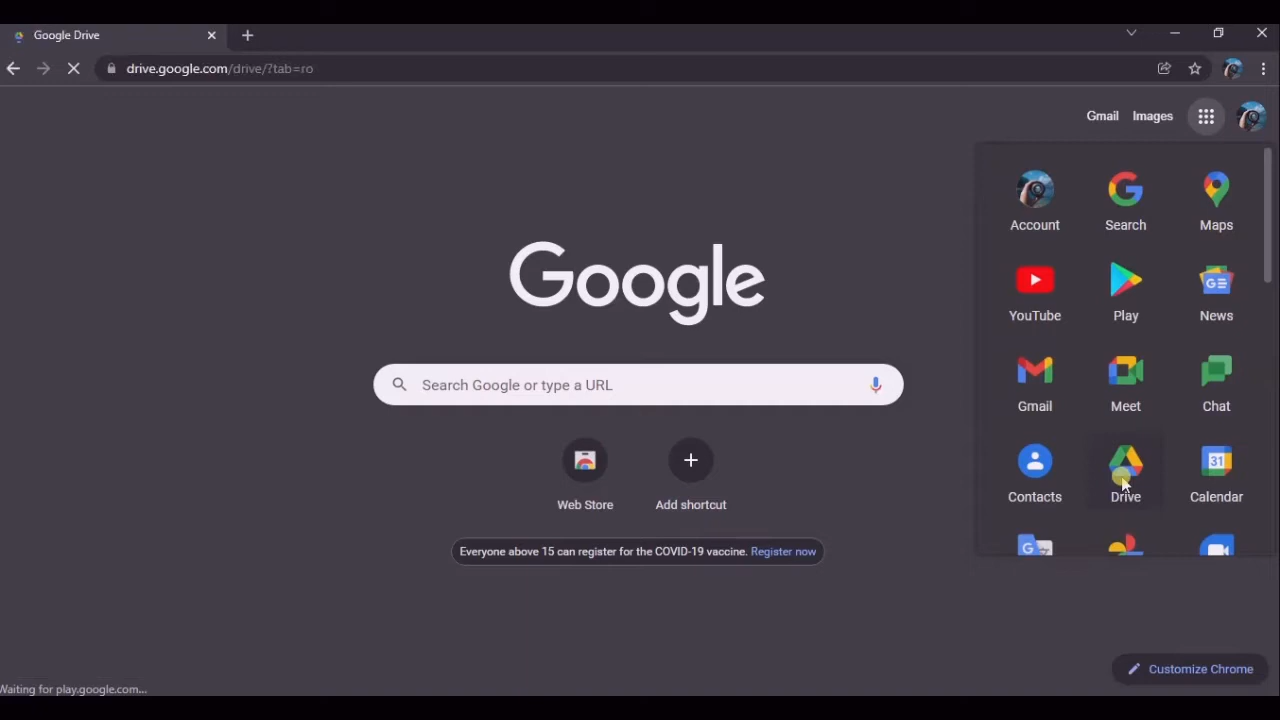 Google Drive
drive.google.com/drive/?tab=ro
Gmail Images
Account Search Maps
YouTube Play News
Gmail Meet Chat
Contacts Drive Calendar
Google
Search Google or type a URL
Web Store Add shortcut
Everyone above 15 can register for the COVID-19 vaccine. Register now
Customize Chrome
Waiting for play.google.com...